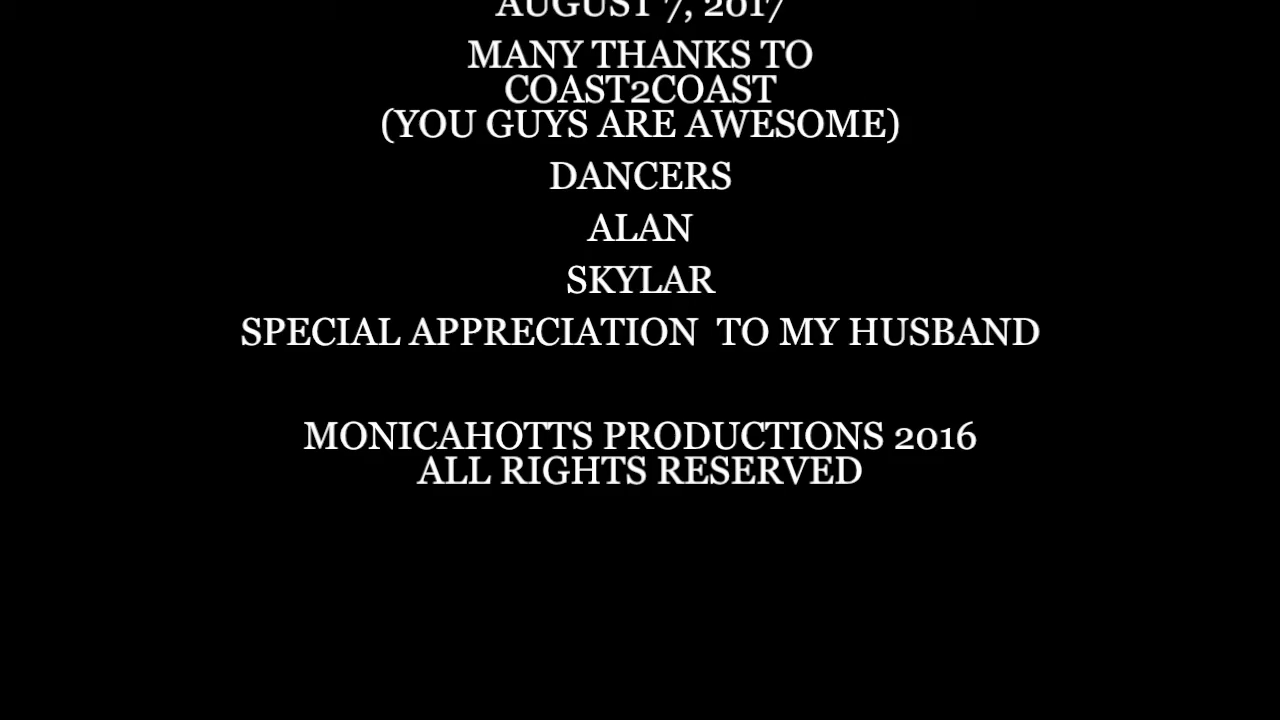 AUGUST 7, 2017
MANY THANKS TO
COAST2COAST
(YOU GUYS ARE AWESOME)
DANCERS
ALAN
SKYLAR
SPECIAL APPRECIATION  TO MY HUSBAND
MONICAHOTTS PRODUCTIONS 2016
ALL RIGHTS RESERVED